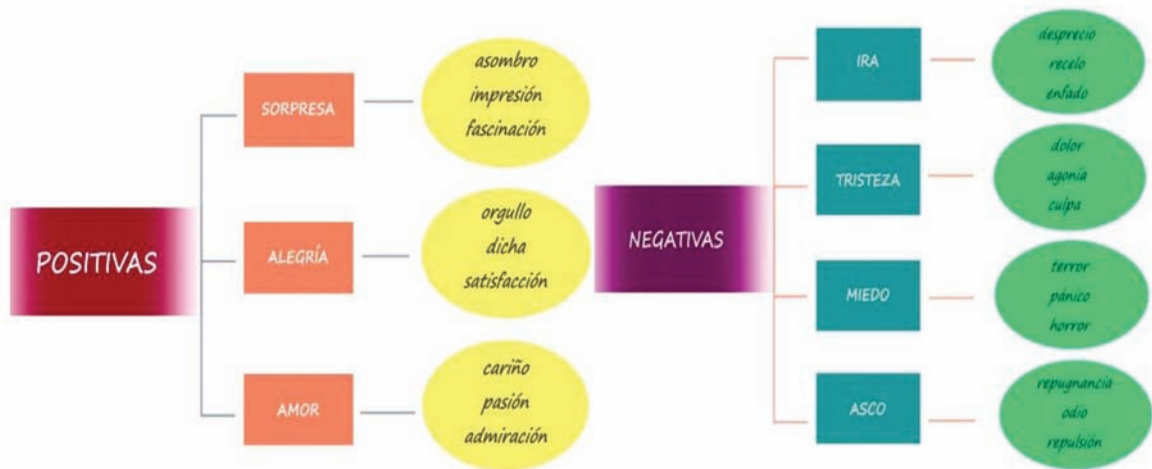 POSITIVAS
SORPRESA
asombro
impresión
fascinación
ALEGRÍA
orgullo
dicha
satisfacción
AMOR
cariño
pasión
admiración
NEGATIVAS
IRA
desprecio
recelo
enfado
TRISTEZA
dolor
agonía
culpa
MIEDO
terror
pánico
horror
ASCO
repugnancia
odio
repulsión